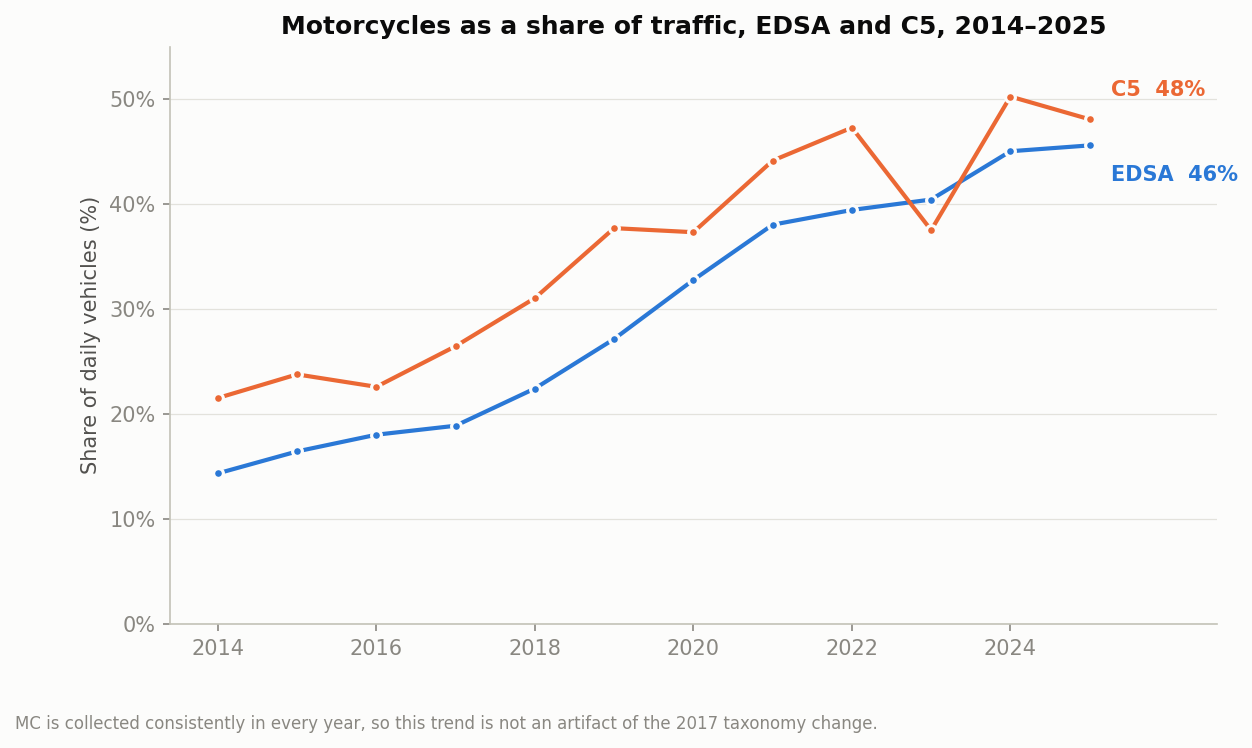 Motorcycles as a share of traffic, EDSA and C5, 2014–2025
Share of daily vehicles (%)
50%
40%
30%
20%
10%
0%
C5 48%
EDSA 46%
2014 2016 2018 2020 2022 2024
MC is collected consistently in every year, so this trend is not an artifact of the 2017 taxonomy change.